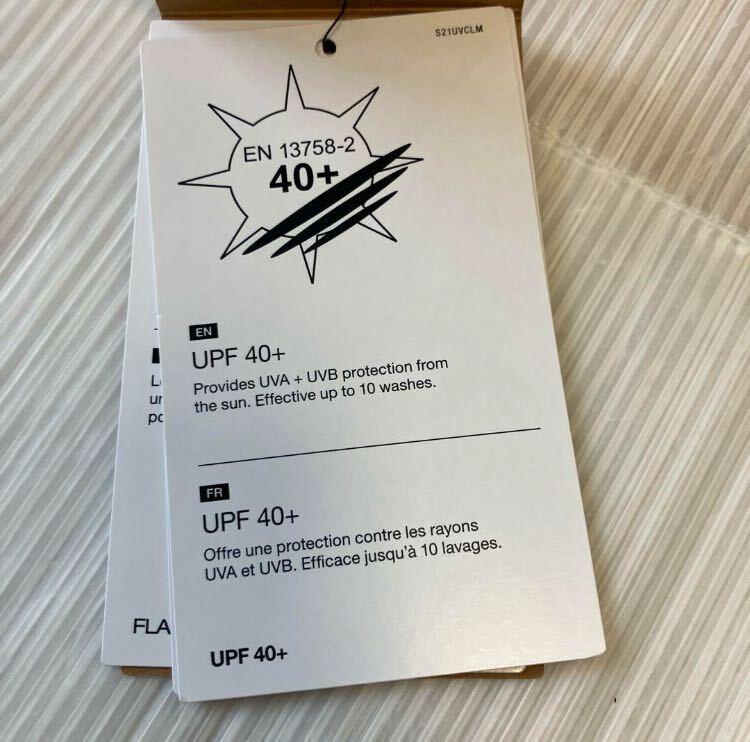 S21UVCLM
EN 13758-2
40+
EN
UPF 40+
Provides UVA + UVB protection from
the sun. Effective up to 10 washes.
FR
UPF 40+
Offre une protection contre les rayons
UVA et UVB. Efficace jusqu'à 10 lavages.
UPF 40+
FLA